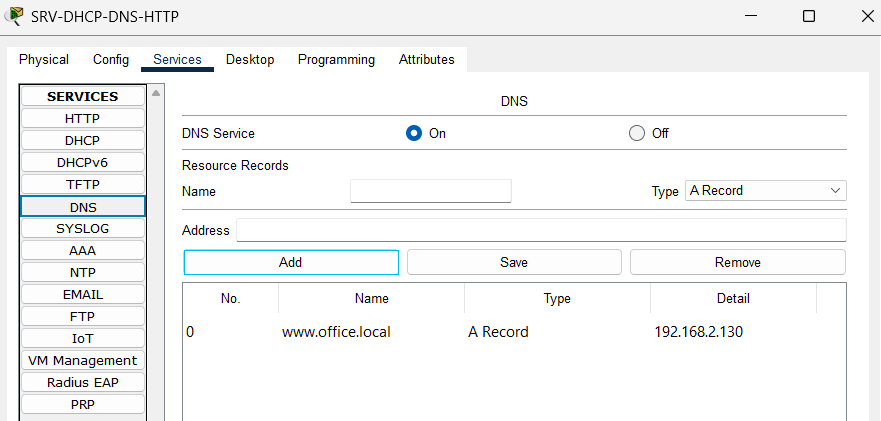 SRV-DHCP-DNS-HTTP
Physical Config Services Desktop Programming Attributes
SERVICES
HTTP
DHCP
DHCPv6
TFTP
DNS
SYSLOG
AAA
NTP
EMAIL
FTP
IoT
VM Management
Radius EAP
PRP
DNS
DNS Service On Off
Resource Records
Name Type A Record
Address
Add Save Remove
No. Name Type Detail
0 www.office.local A Record 192.168.2.130